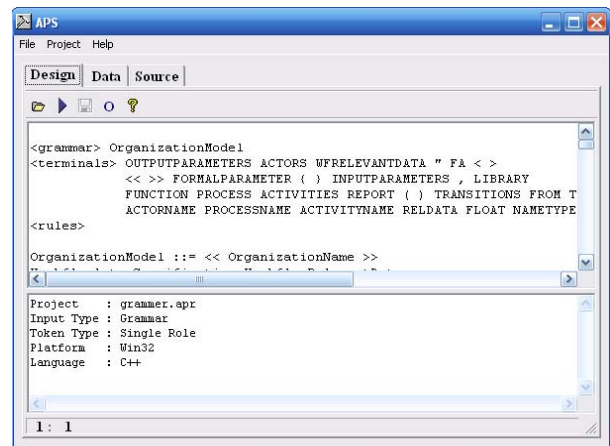 APS
File Project Help
Design Data Source
<grammar> OrganizationModel
<terminals> OUTPUTPARAMETERS ACTORS WFRELEVANTDATA " FA < >
<< >> FORMALPARAMETER ( ) INPUTPARAMETERS , LIBRARY
FUNCTION PROCESS ACTIVITIES REPORT ( ) TRANSITIONS FROM T
ACTORNAME PROCESSNAME ACTIVITYNAME RELDATA FLOAT NAMETYPE
<rules>
OrganizationModel ::= << OrganizationName >>
Project : grammer.apr
Input Type : Grammar
Token Type : Single Role
Platform : Win32
Language : C++
1: 1